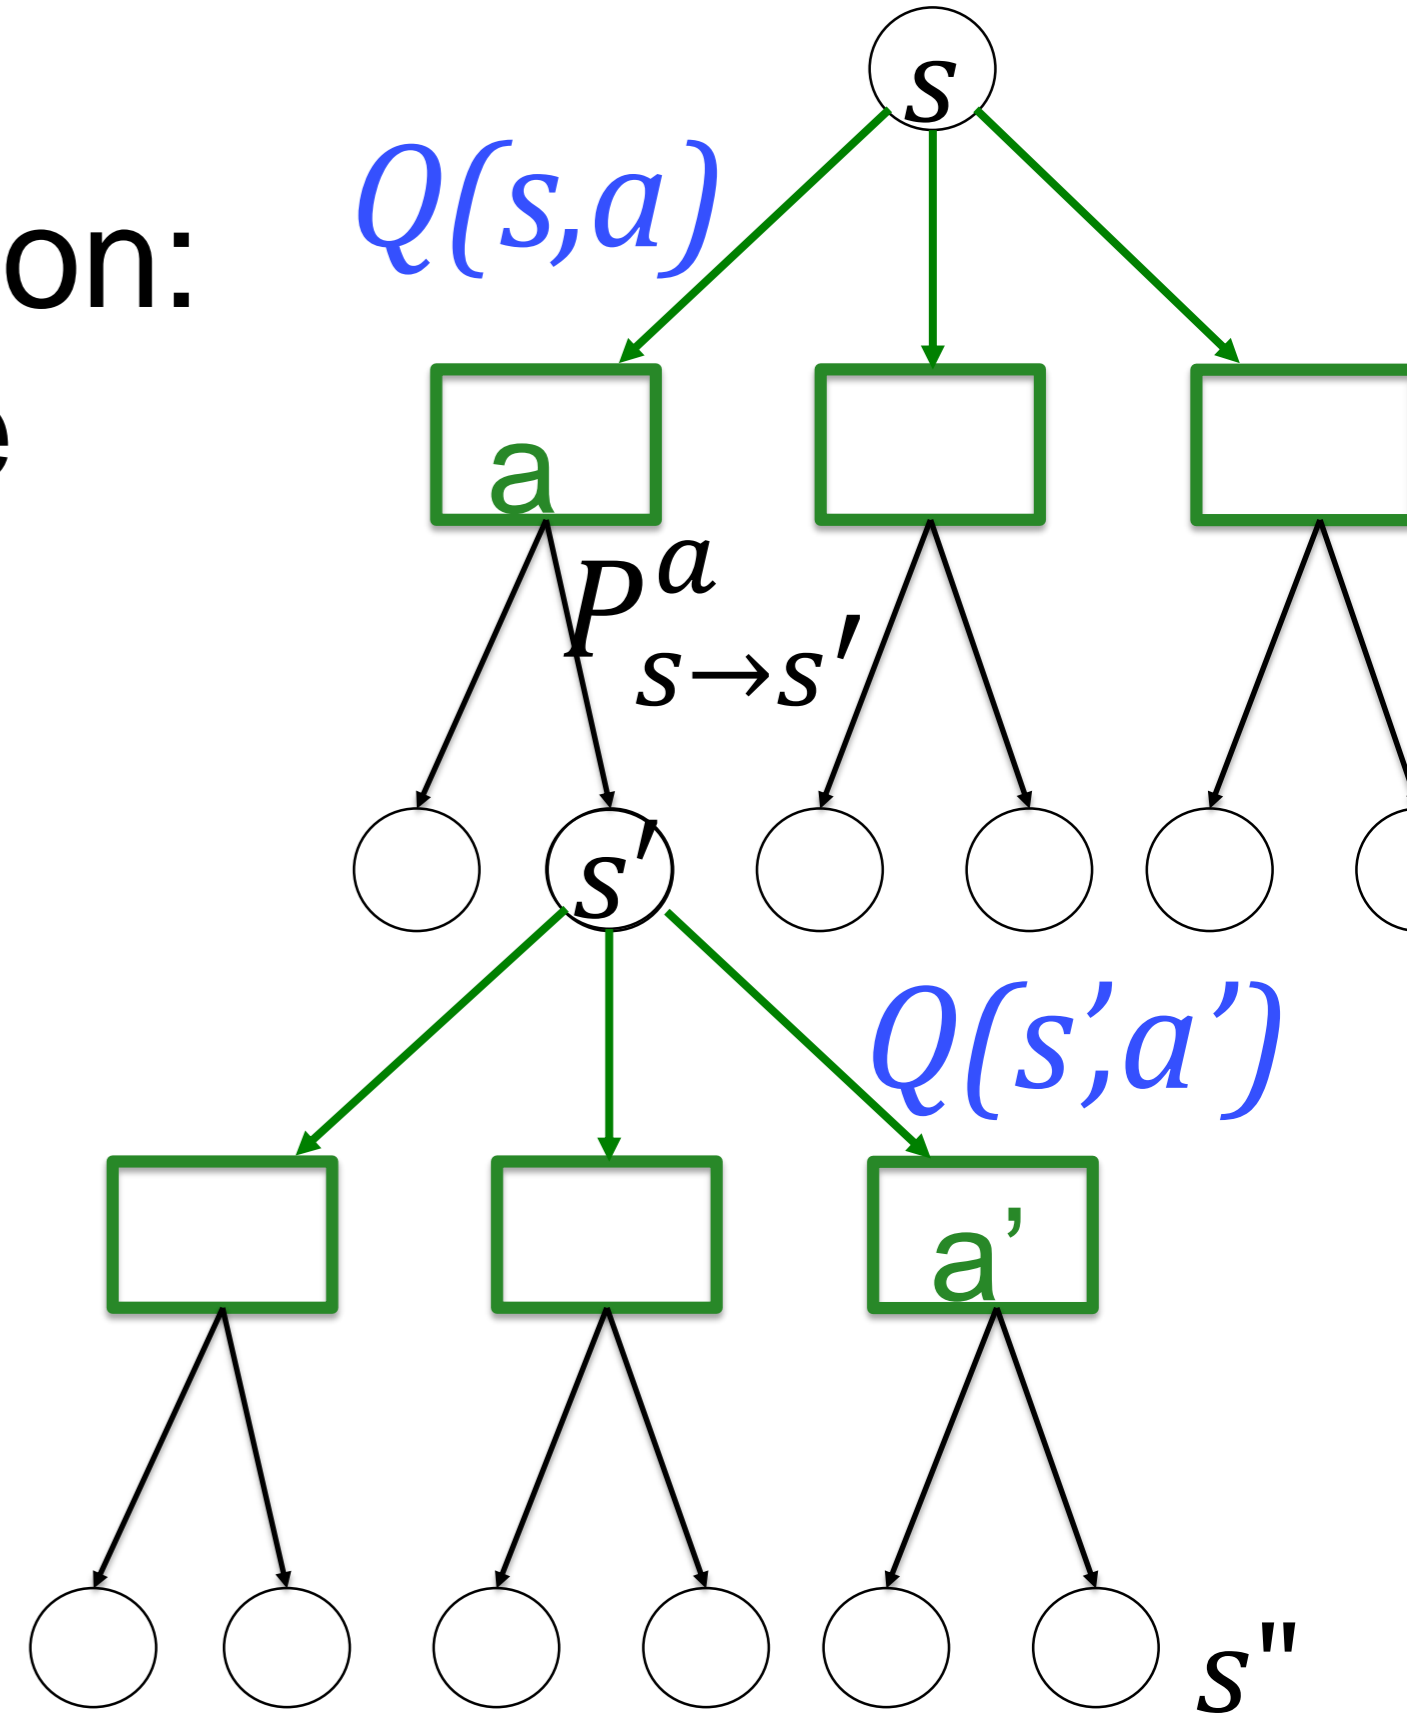 s
Q(s,a)
on:
e
a
P^a_{s→s′}
s′
Q(s’,a’)
a’
s"